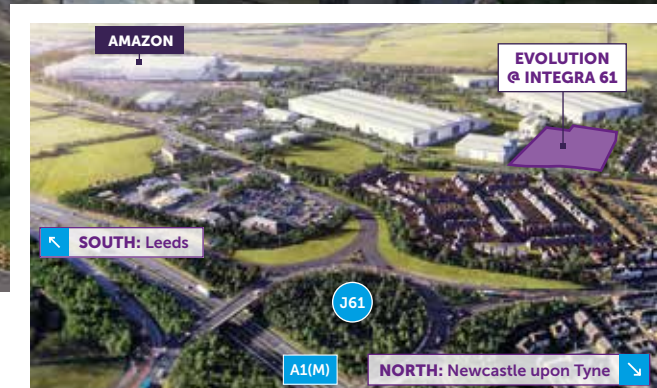 AMAZON
EVOLUTION
@ INTEGRA 61
SOUTH: Leeds
J61
A1(M)
NORTH: Newcastle upon Tyne